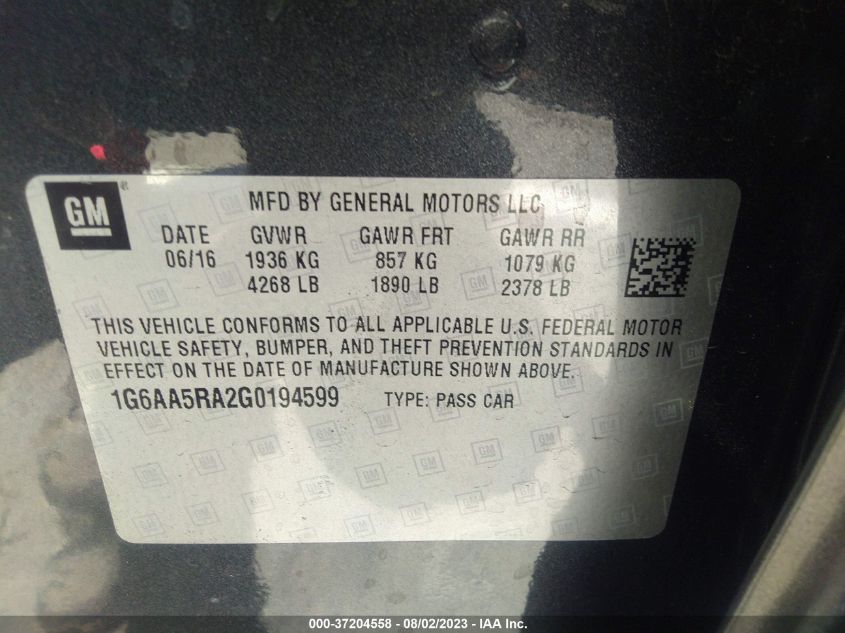 GM
MFD BY GENERAL MOTORS LLC
DATE GVWR GAWR FRT GAWR RR
06/16 1936 KG 857 KG 1079 KG
4268 LB 1890 LB 2378 LB
THIS VEHICLE CONFORMS TO ALL APPLICABLE U.S. FEDERAL MOTOR
VEHICLE SAFETY, BUMPER, AND THEFT PREVENTION STANDARDS IN
EFFECT ON THE DATE OF MANUFACTURE SHOWN ABOVE.
1G6AA5RA2G0194599 TYPE: PASS CAR
000-37204558 - 08/02/2023 - IAA Inc.